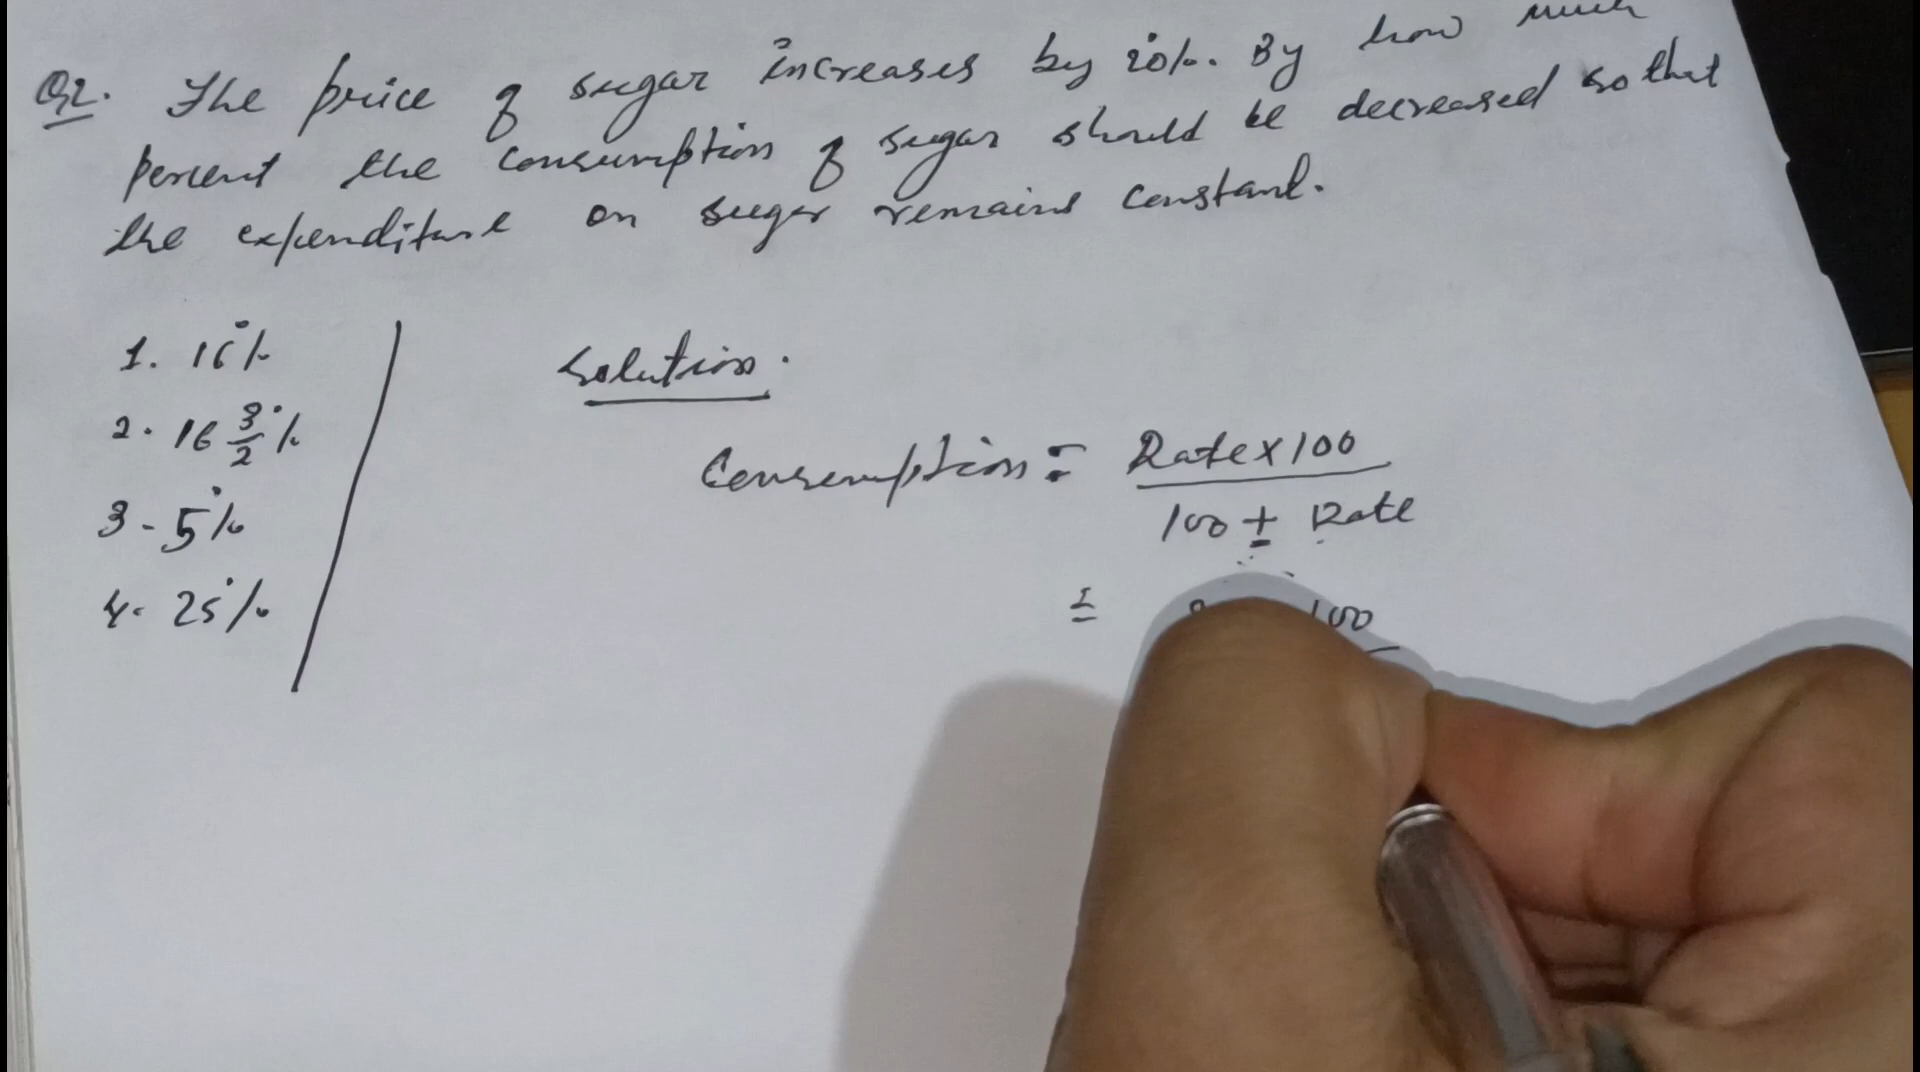 Q2. The price of sugar increases by 20%. By how much
percent the consumption of sugar should be decreased so that
the expenditure on sugar remains constant.
1. 16%
2. 16 3/2 %
3 - 5%
4. 25%
Solution.
Consumption = Rate x 100
100 ± Rate
= 100